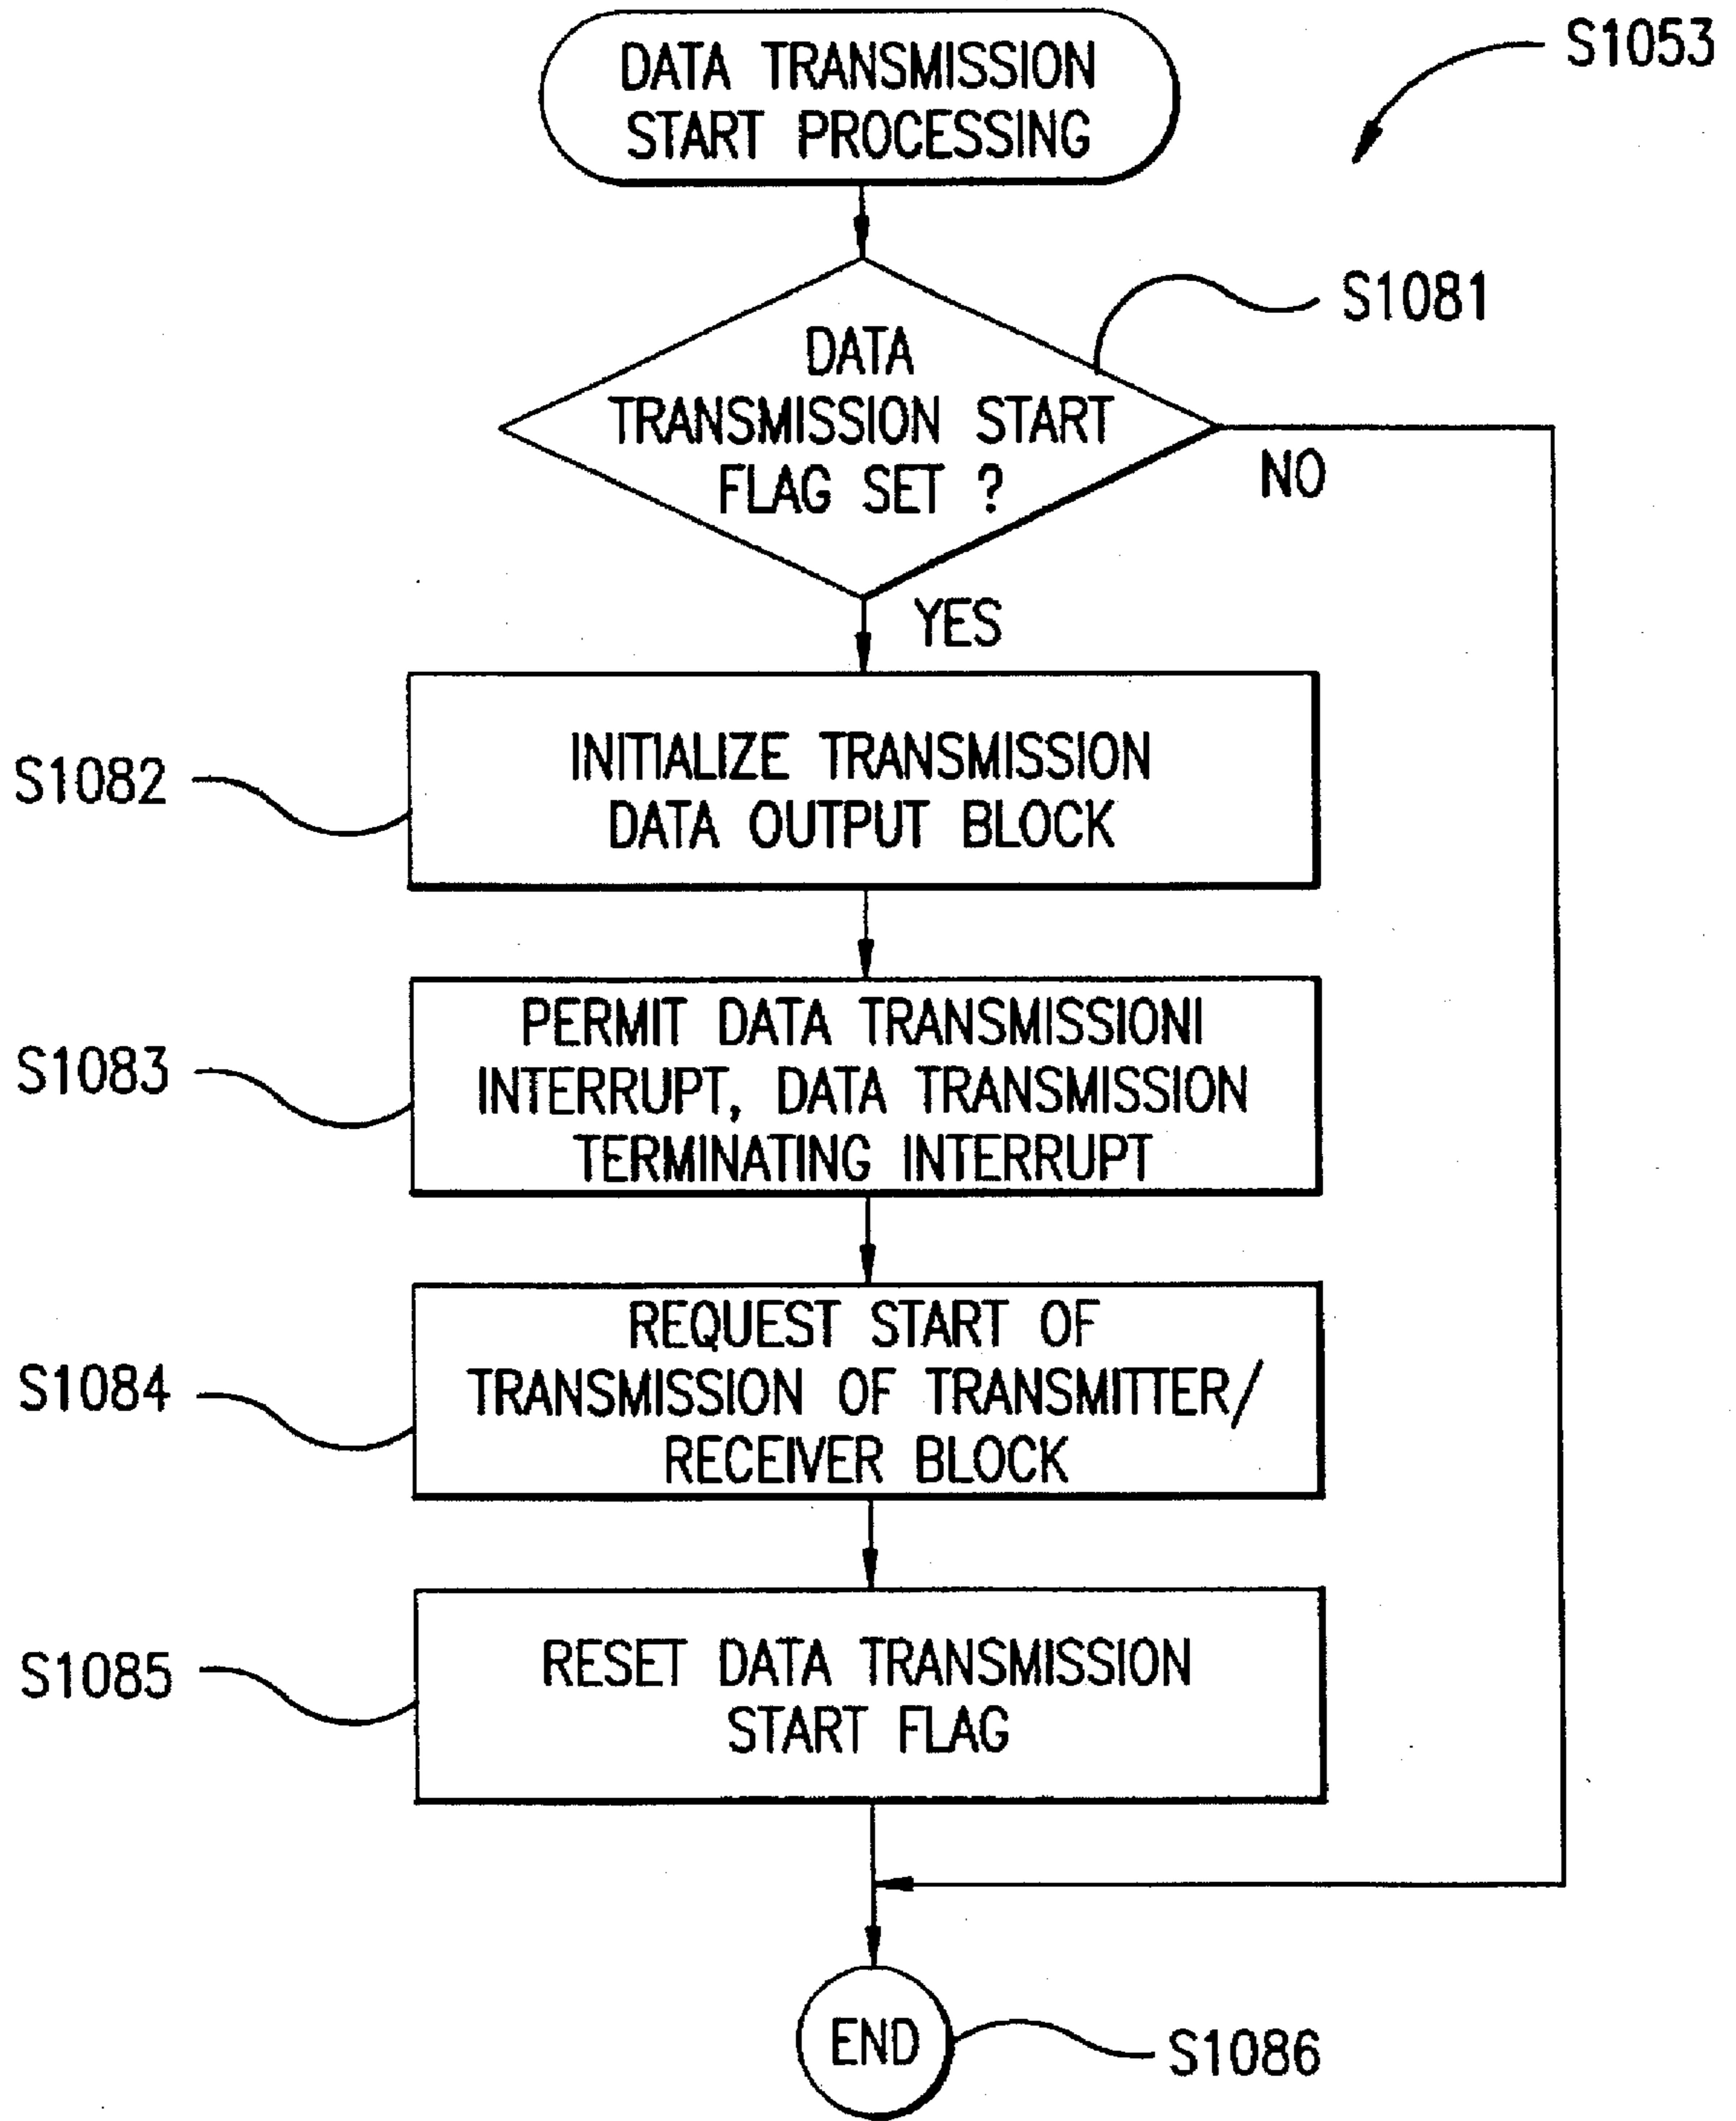 DATA TRANSMISSION
START PROCESSING
S1053
S1081
DATA
TRANSMISSION START
FLAG SET ?
NO
YES
S1082
INITIALIZE TRANSMISSION
DATA OUTPUT BLOCK
S1083
PERMIT DATA TRANSMISSIONI
INTERRUPT, DATA TRANSMISSION
TERMINATING INTERRUPT
S1084
REQUEST START OF
TRANSMISSION OF TRANSMITTER/
RECEIVER BLOCK
S1085
RESET DATA TRANSMISSION
START FLAG
END
S1086